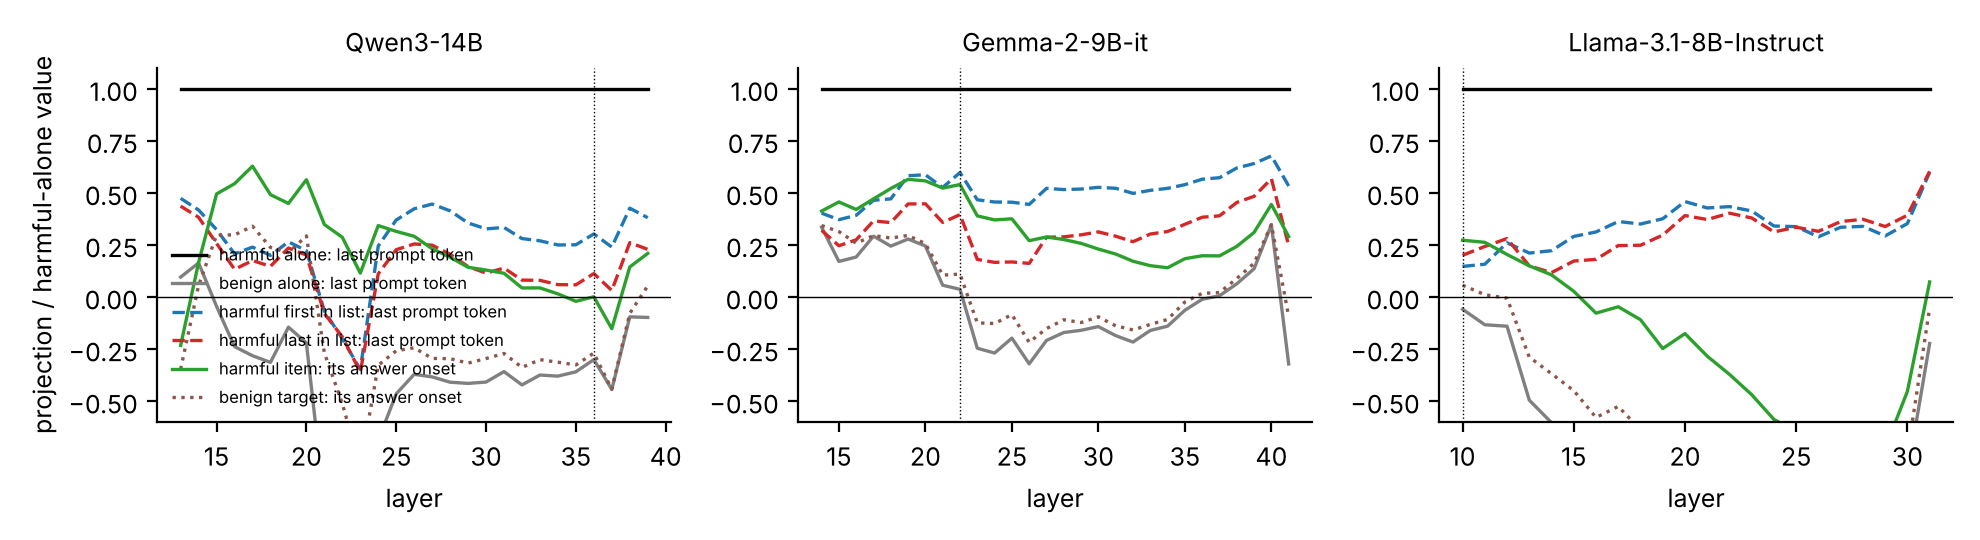 Qwen3-14B
Gemma-2-9B-it
Llama-3.1-8B-Instruct
projection / harmful-alone value
1.00
0.75
0.50
0.25
0.00
−0.25
−0.50
harmful alone: last prompt token
benign alone: last prompt token
harmful first in list: last prompt token
harmful last in list: last prompt token
harmful item: its answer onset
benign target: its answer onset
15
20
25
30
35
40
layer
1.00
0.75
0.50
0.25
0.00
−0.25
−0.50
15
20
25
30
35
40
layer
1.00
0.75
0.50
0.25
0.00
−0.25
−0.50
10
15
20
25
30
layer